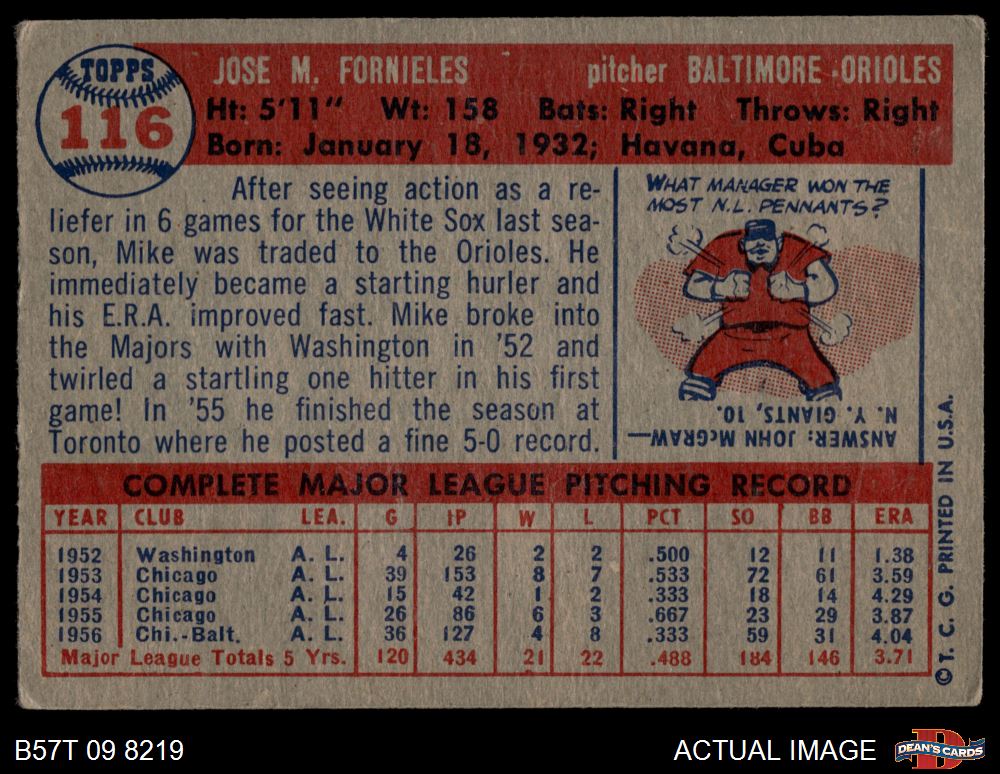 TOPPS
116
JOSE M. FORNIELES pitcher BALTIMORE ORIOLES
Ht: 5'11" Wt: 158 Bats: Right Throws: Right
Born: January 18, 1932; Havana, Cuba
After seeing action as a re-
liefer in 6 games for the White Sox last sea-
son, Mike was traded to the Orioles. He
immediately became a starting hurler and
his E.R.A. improved fast. Mike broke into
the Majors with Washington in '52 and
twirled a startling one hitter in his first
game! In '55 he finished the season at
Toronto where he posted a fine 5-0 record.
WHAT MANAGER WON THE
MOST N.L. PENNANTS?
ANSWER: JOHN McGRAW—
N. Y. GIANTS, 10.
COMPLETE MAJOR LEAGUE PITCHING RECORD
YEAR CLUB LEA. G IP W L PCT SO BB ERA
1952 Washington A. L. 4 26 2 2 .500 12 11 1.38
1953 Chicago A. L. 39 153 8 7 .533 72 61 3.59
1954 Chicago A. L. 15 42 1 2 .333 18 14 4.29
1955 Chicago A. L. 26 86 6 3 .667 23 29 3.87
1956 Chi.-Balt. A. L. 36 127 4 8 .333 59 31 4.04
Major League Totals 5 Yrs. 120 434 21 22 .488 184 146 3.71
© T. C. G. PRINTED IN U.S.A.
B57T 09 8219 ACTUAL IMAGE
DEAN'S CARDS